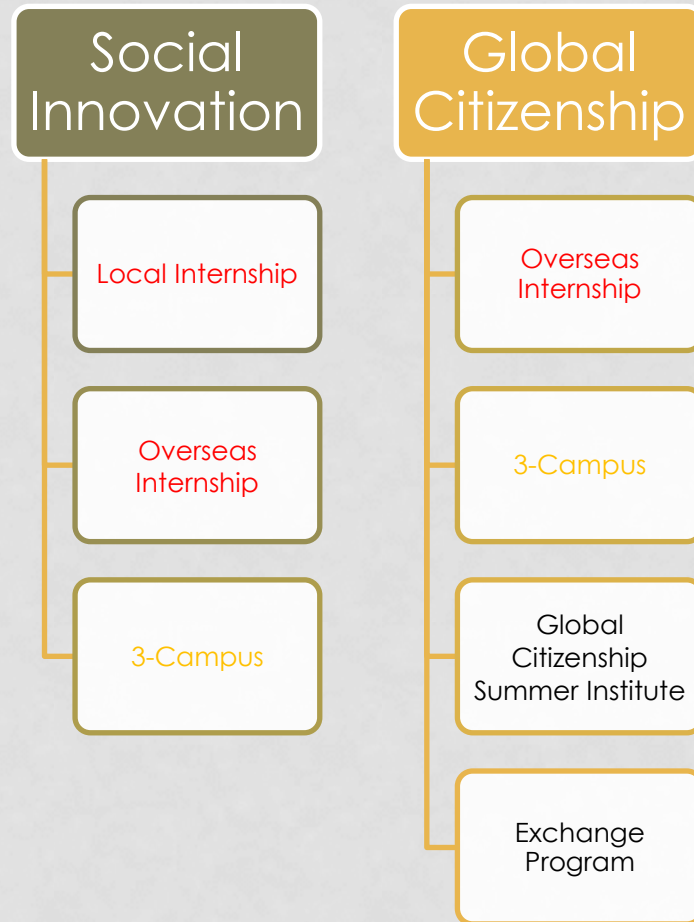 Social
Innovation
Local Internship
Overseas
Internship
3-Campus
Global
Citizenship
Overseas
Internship
3-Campus
Global
Citizenship
Summer Institute
Exchange
Program